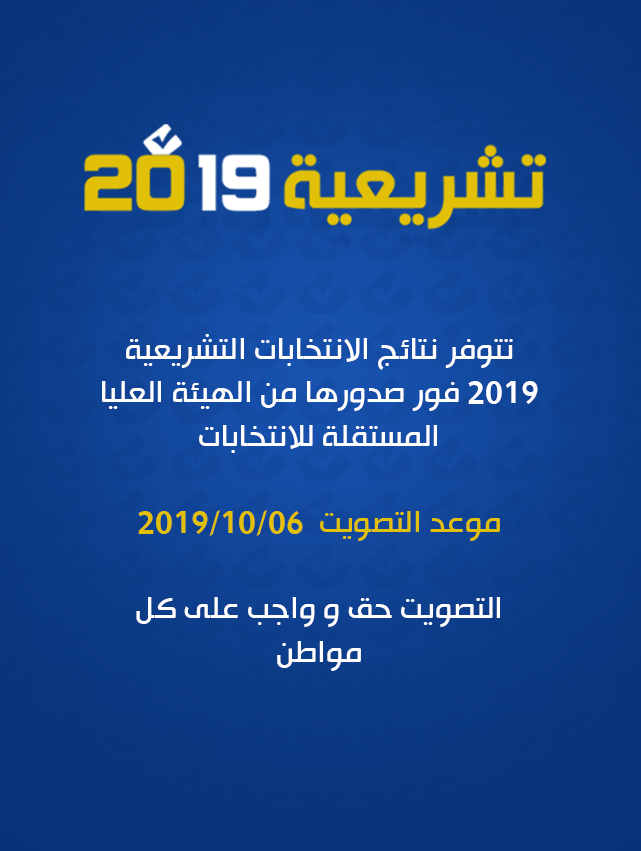 تشريعية 2019
تتوفر نتائج الانتخابات التشريعية
2019 فور صدورها من الهيئة العليا
المستقلة للانتخابات
موعد التصويت 2019/10/06
التصويت حق و واجب على كل
مواطن